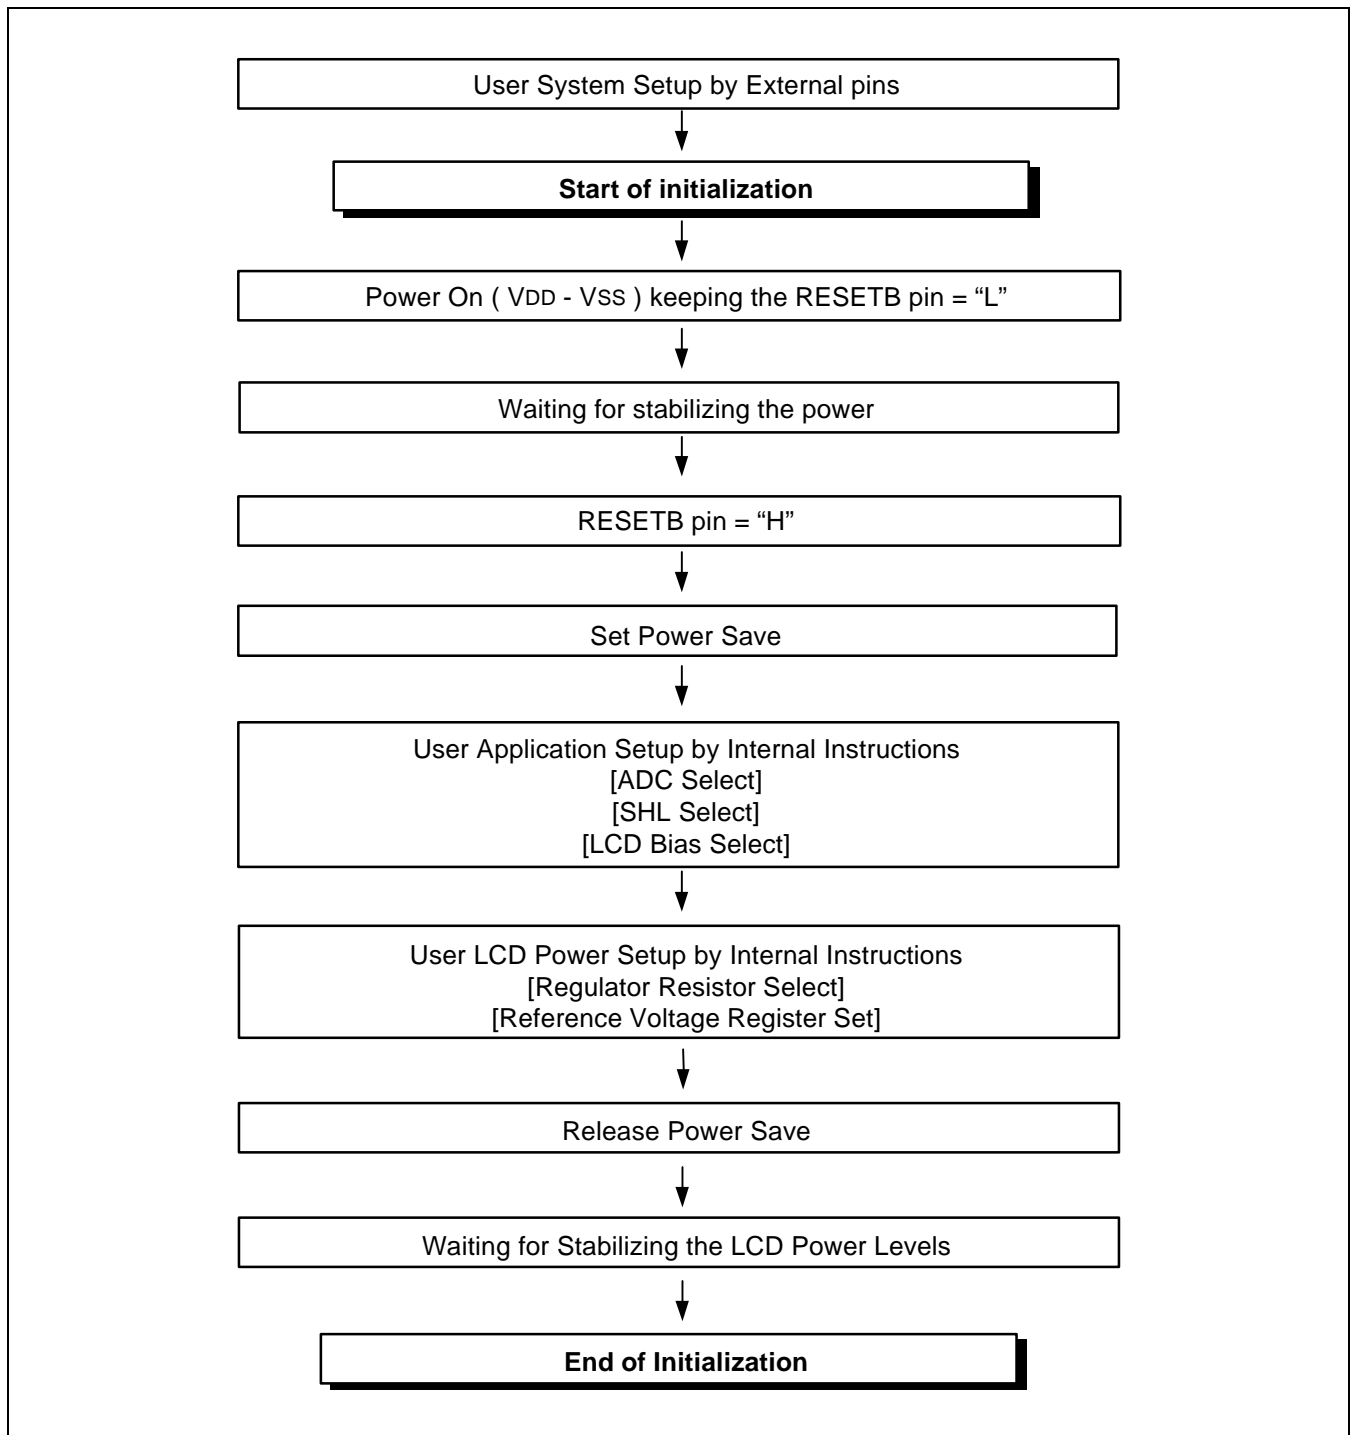 User System Setup by External pins
Start of initialization
Power On ( VDD - VSS ) keeping the RESETB pin = “L”
Waiting for stabilizing the power
RESETB pin = “H”
Set Power Save
User Application Setup by Internal Instructions
[ADC Select]
[SHL Select]
[LCD Bias Select]
User LCD Power Setup by Internal Instructions
[Regulator Resistor Select]
[Reference Voltage Register Set]
Release Power Save
Waiting for Stabilizing the LCD Power Levels
End of Initialization